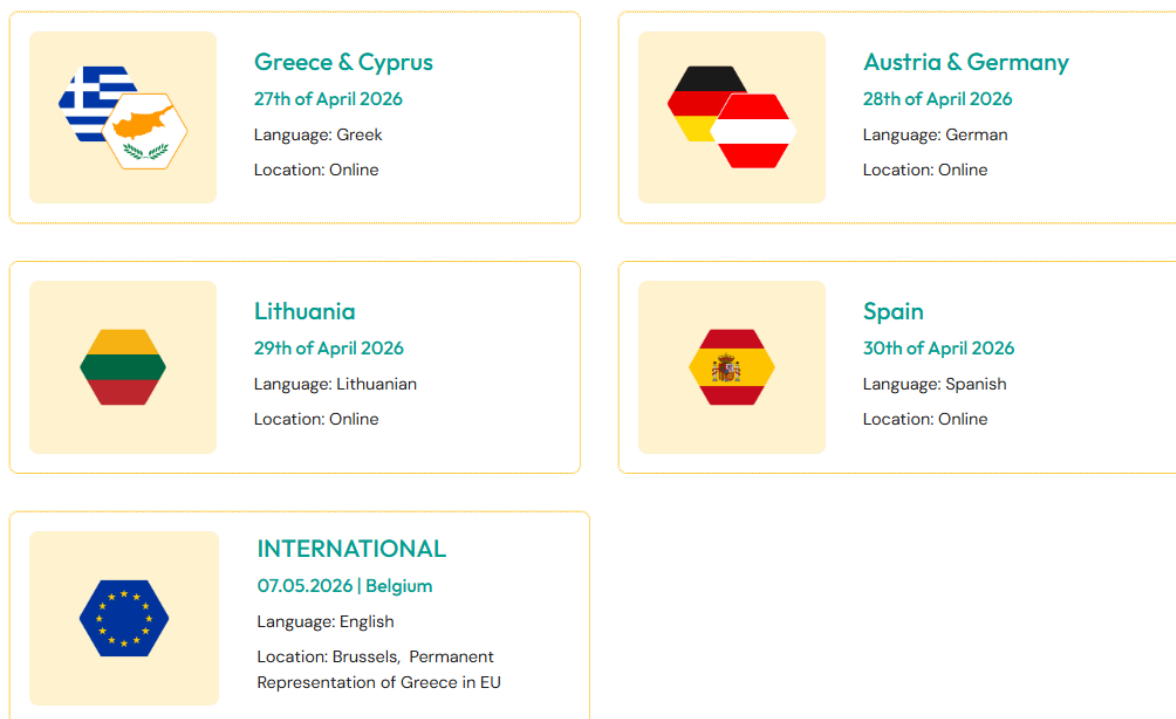 Greece & Cyprus
27th of April 2026
Language: Greek
Location: Online
Austria & Germany
28th of April 2026
Language: German
Location: Online
Lithuania
29th of April 2026
Language: Lithuanian
Location: Online
Spain
30th of April 2026
Language: Spanish
Location: Online
INTERNATIONAL
07.05.2026 | Belgium
Language: English
Location: Brussels,  Permanent
Representation of Greece in EU